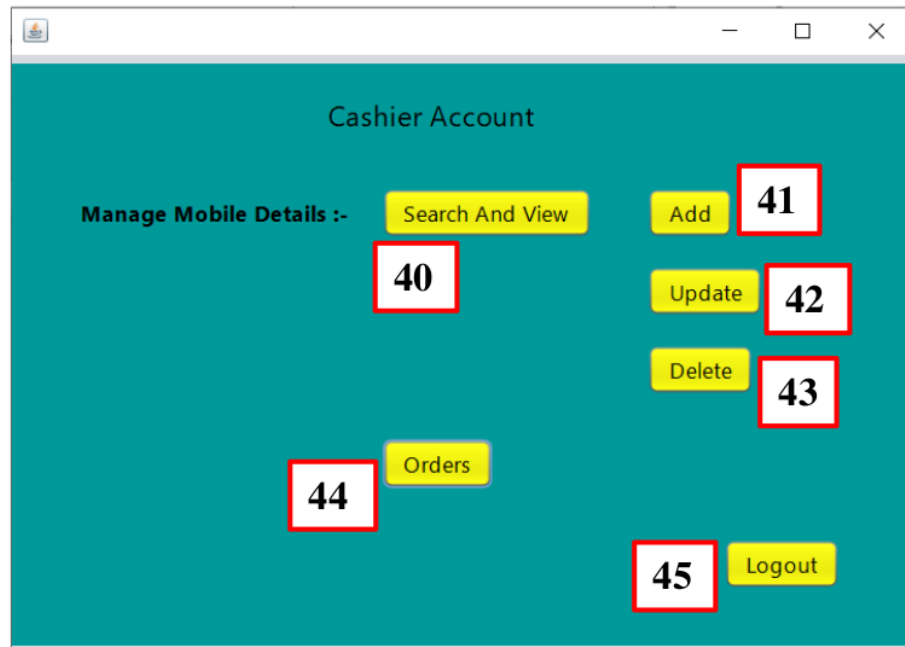 Cashier Account
Manage Mobile Details :- Search And View Add 41
40
Update 42
Delete 43
Orders
44
Logout
45